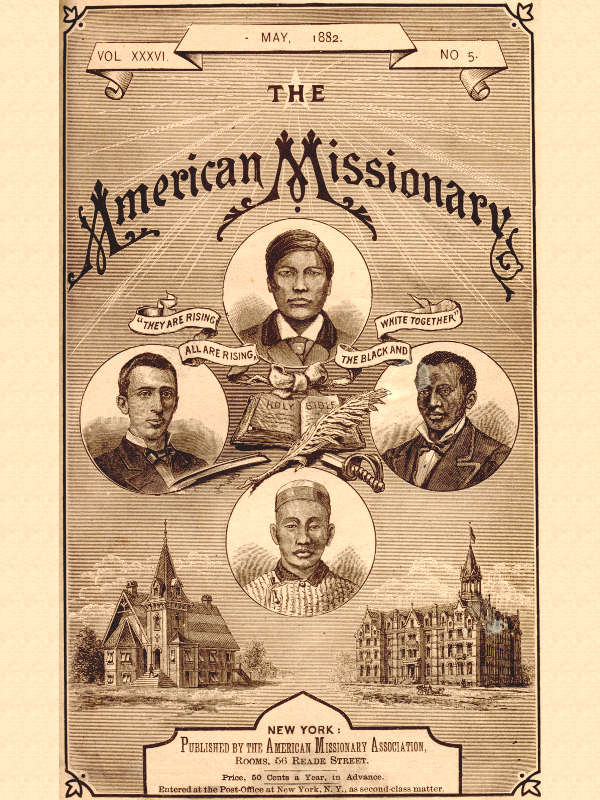 - MAY, 1882.
VOL XXXVI.
NO 5.
THE
AMERICAN MISSIONARY
"THEY ARE RISING
ALL ARE RISING,
THE BLACK AND
WHITE TOGETHER"
HOLY BIBLE
NEW YORK:
PUBLISHED BY THE AMERICAN MISSIONARY ASSOCIATION,
ROOMS, 56 READE STREET.
Price, 50 Cents a Year, in Advance.
Entered at the Post-Office at New York, N. Y., as second-class matter.